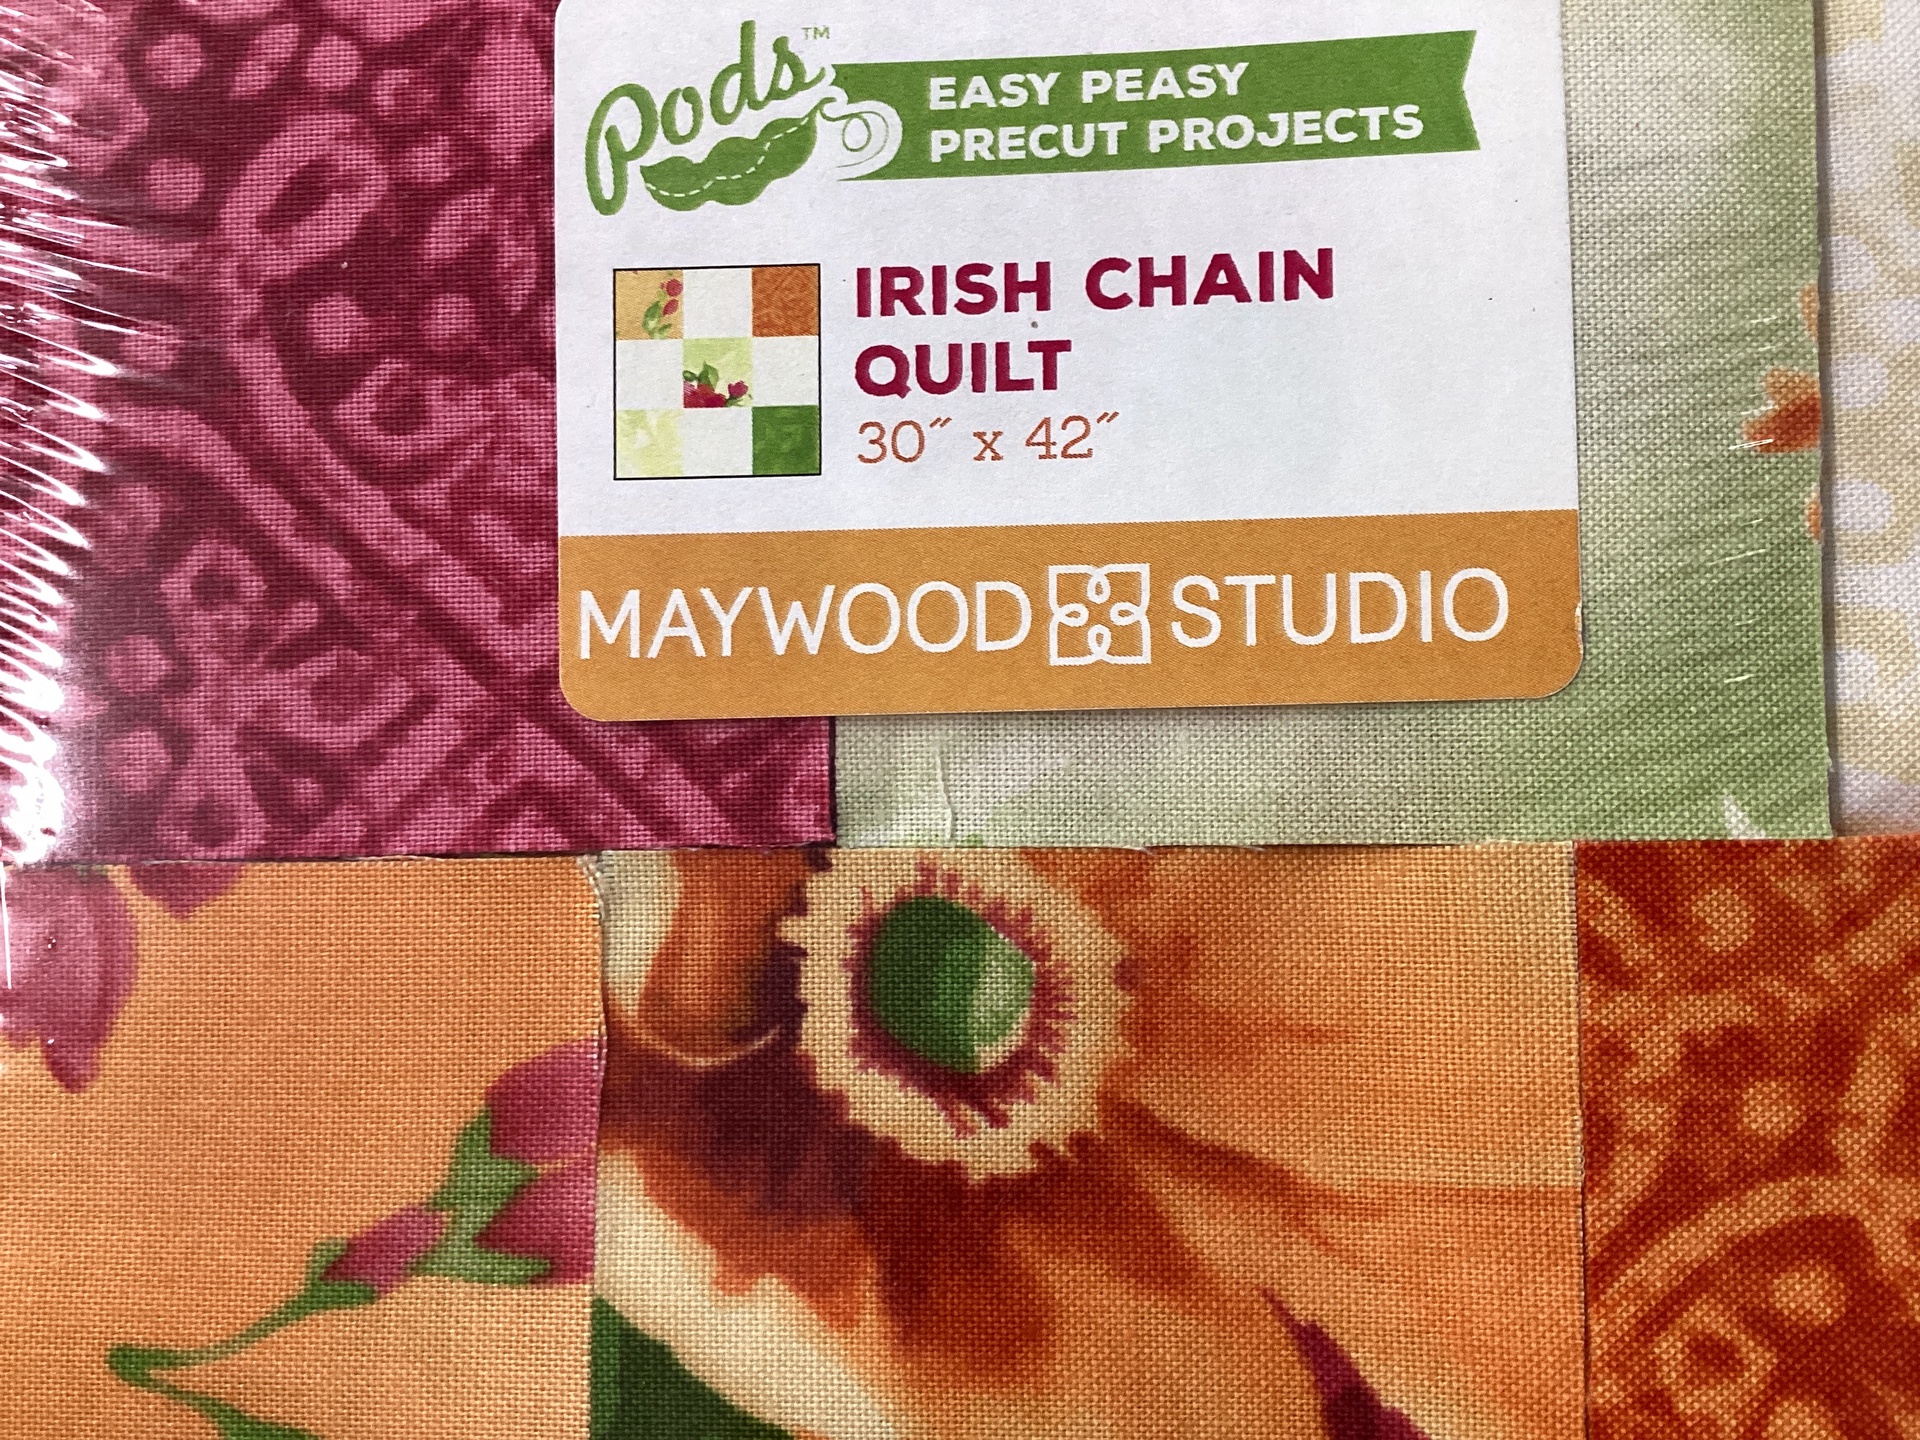 Pods™
EASY PEASY
PRECUT PROJECTS
IRISH CHAIN
QUILT
30″ x 42″
MAYWOOD STUDIO